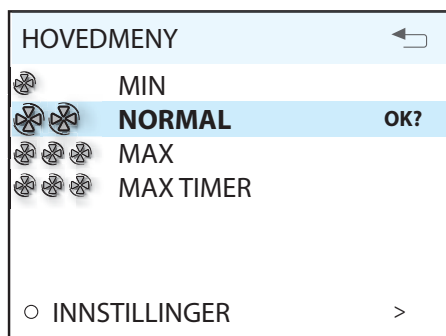 HOVEDMENY
MIN
NORMAL OK?
MAX
MAX TIMER
INNSTILLINGER >